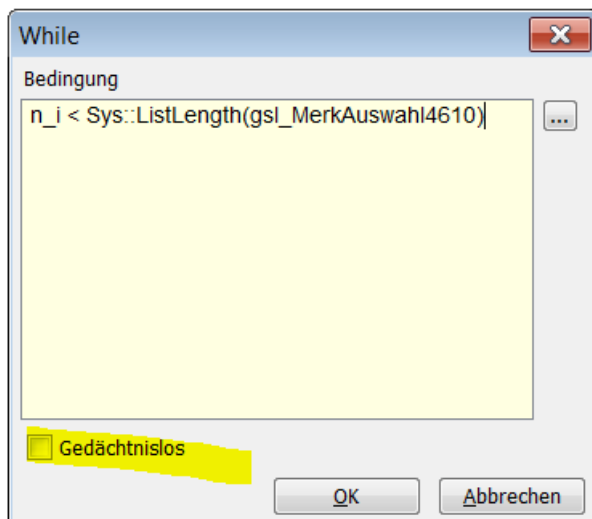 While
Bedingung
n_i < Sys::ListLength(gsl_MerkAuswahl4610)
...
Gedächtnislos
OK
Abbrechen